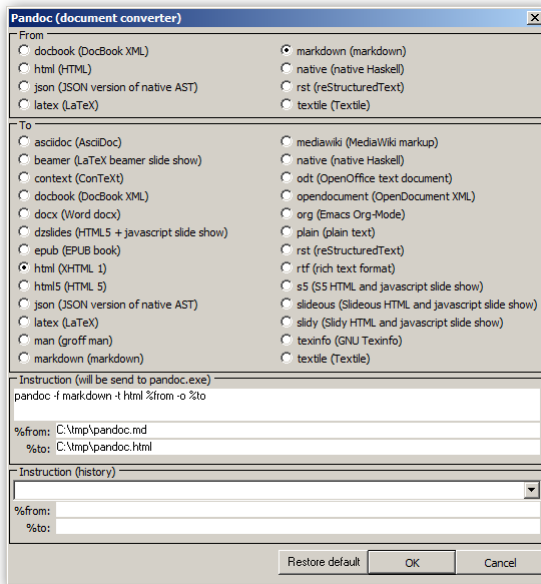 Pandoc (document converter)
From
docbook (DocBook XML)
html (HTML)
json (JSON version of native AST)
latex (LaTeX)
markdown (markdown)
native (native Haskell)
rst (reStructuredText)
textile (Textile)
To
asciidoc (AsciiDoc)
beamer (LaTeX beamer slide show)
context (ConTeXt)
docbook (DocBook XML)
docx (Word docx)
dzslides (HTML5 + javascript slide show)
epub (EPUB book)
html (XHTML 1)
html5 (HTML 5)
json (JSON version of native AST)
latex (LaTeX)
man (groff man)
markdown (markdown)
mediawiki (MediaWiki markup)
native (native Haskell)
odt (OpenOffice text document)
opendocument (OpenDocument XML)
org (Emacs Org-Mode)
plain (plain text)
rst (reStructuredText)
rtf (rich text format)
s5 (S5 HTML and javascript slide show)
slideous (Slideous HTML and javascript slide show)
slidy (Slidy HTML and javascript slide show)
texinfo (GNU Texinfo)
textile (Textile)
Instruction (will be send to pandoc.exe)
pandoc -f markdown -t html %from -o %to
%from: C:\tmp\pandoc.md
%to: C:\tmp\pandoc.html
Instruction (history)
%from:
%to:
Restore default OK Cancel